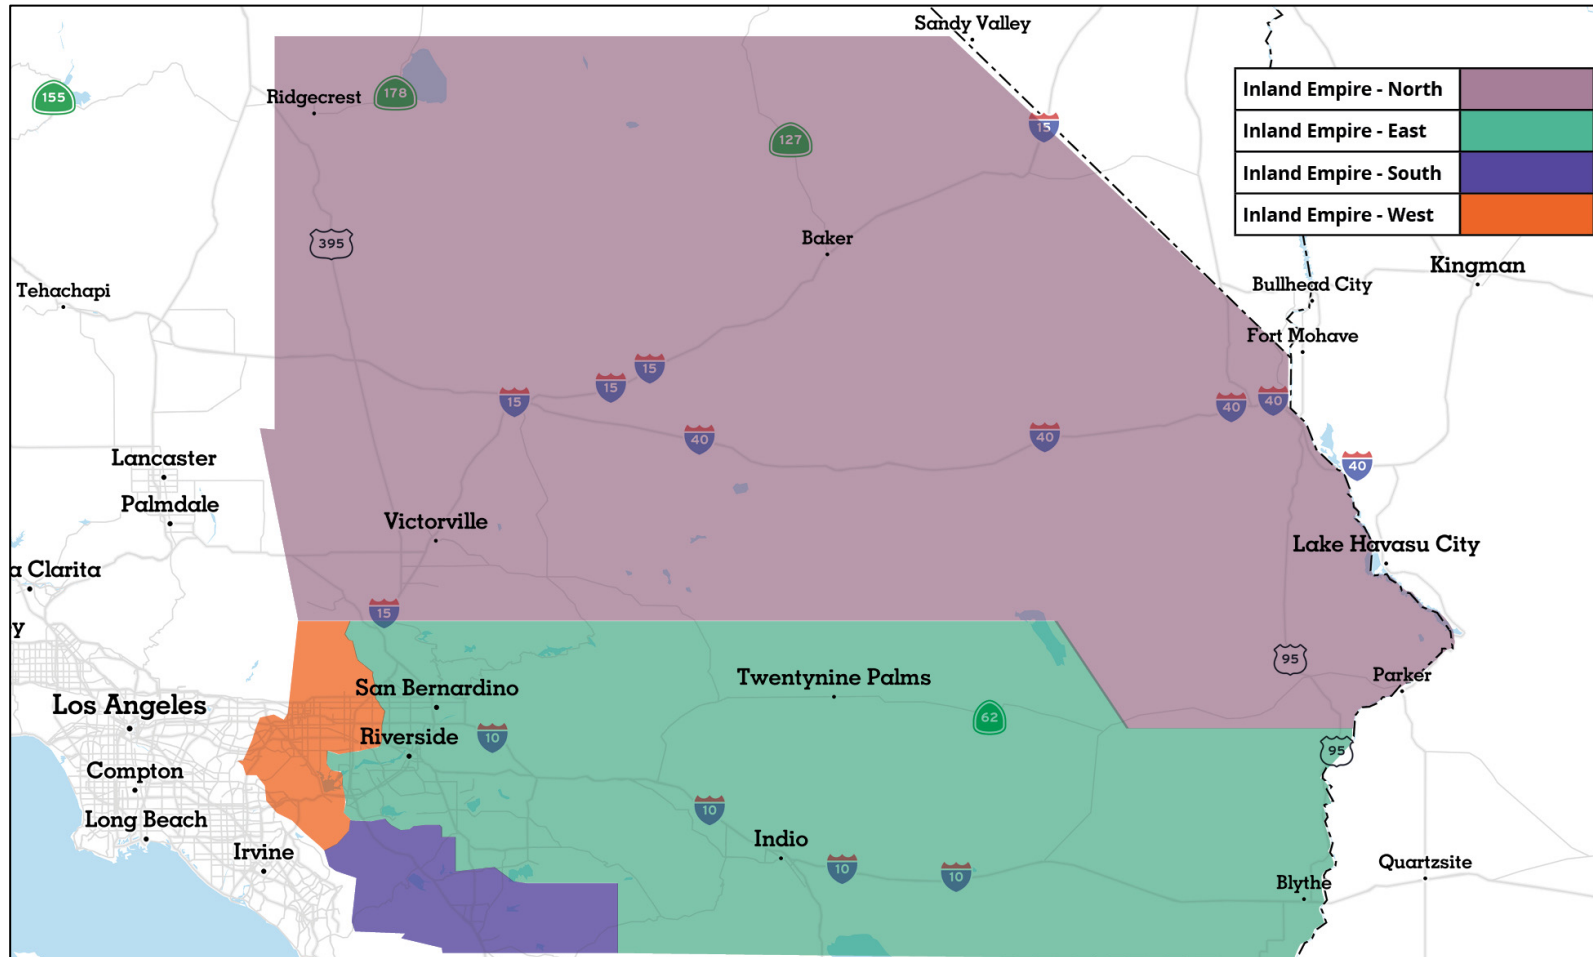 Sandy Valley
155
Ridgecrest
178
127
15
Inland Empire - North
Inland Empire - East
Inland Empire - South
Inland Empire - West
395
Baker
Tehachapi
Kingman
Bullhead City
Fort Mohave
15
15
15
40
40
40
40
40
Lancaster
Palmdale
Victorville
Lake Havasu City
a Clarita
15
y
95
Parker
San Bernardino
Twentynine Palms
Los Angeles
62
Riverside
10
95
Compton
10
Long Beach
Indio
Irvine
10
10
Quartzsite
Blythe